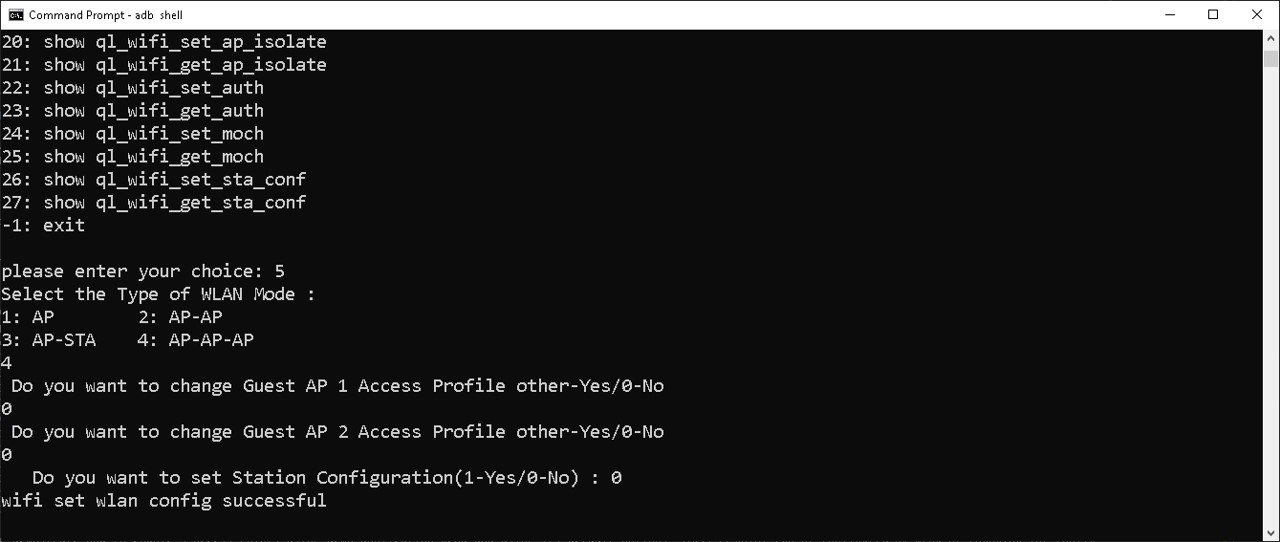 Command Prompt - adb shell
20: show ql_wifi_set_ap_isolate
21: show ql_wifi_get_ap_isolate
22: show ql_wifi_set_auth
23: show ql_wifi_get_auth
24: show ql_wifi_set_moch
25: show ql_wifi_get_moch
26: show ql_wifi_set_sta_conf
27: show ql_wifi_get_sta_conf
-1: exit
please enter your choice: 5
Select the Type of WLAN Mode :
1: AP        2: AP-AP
3: AP-STA    4: AP-AP-AP
4
Do you want to change Guest AP 1 Access Profile other-Yes/0-No
0
Do you want to change Guest AP 2 Access Profile other-Yes/0-No
0
Do you want to set Station Configuration(1-Yes/0-No) : 0
wifi set wlan config successful